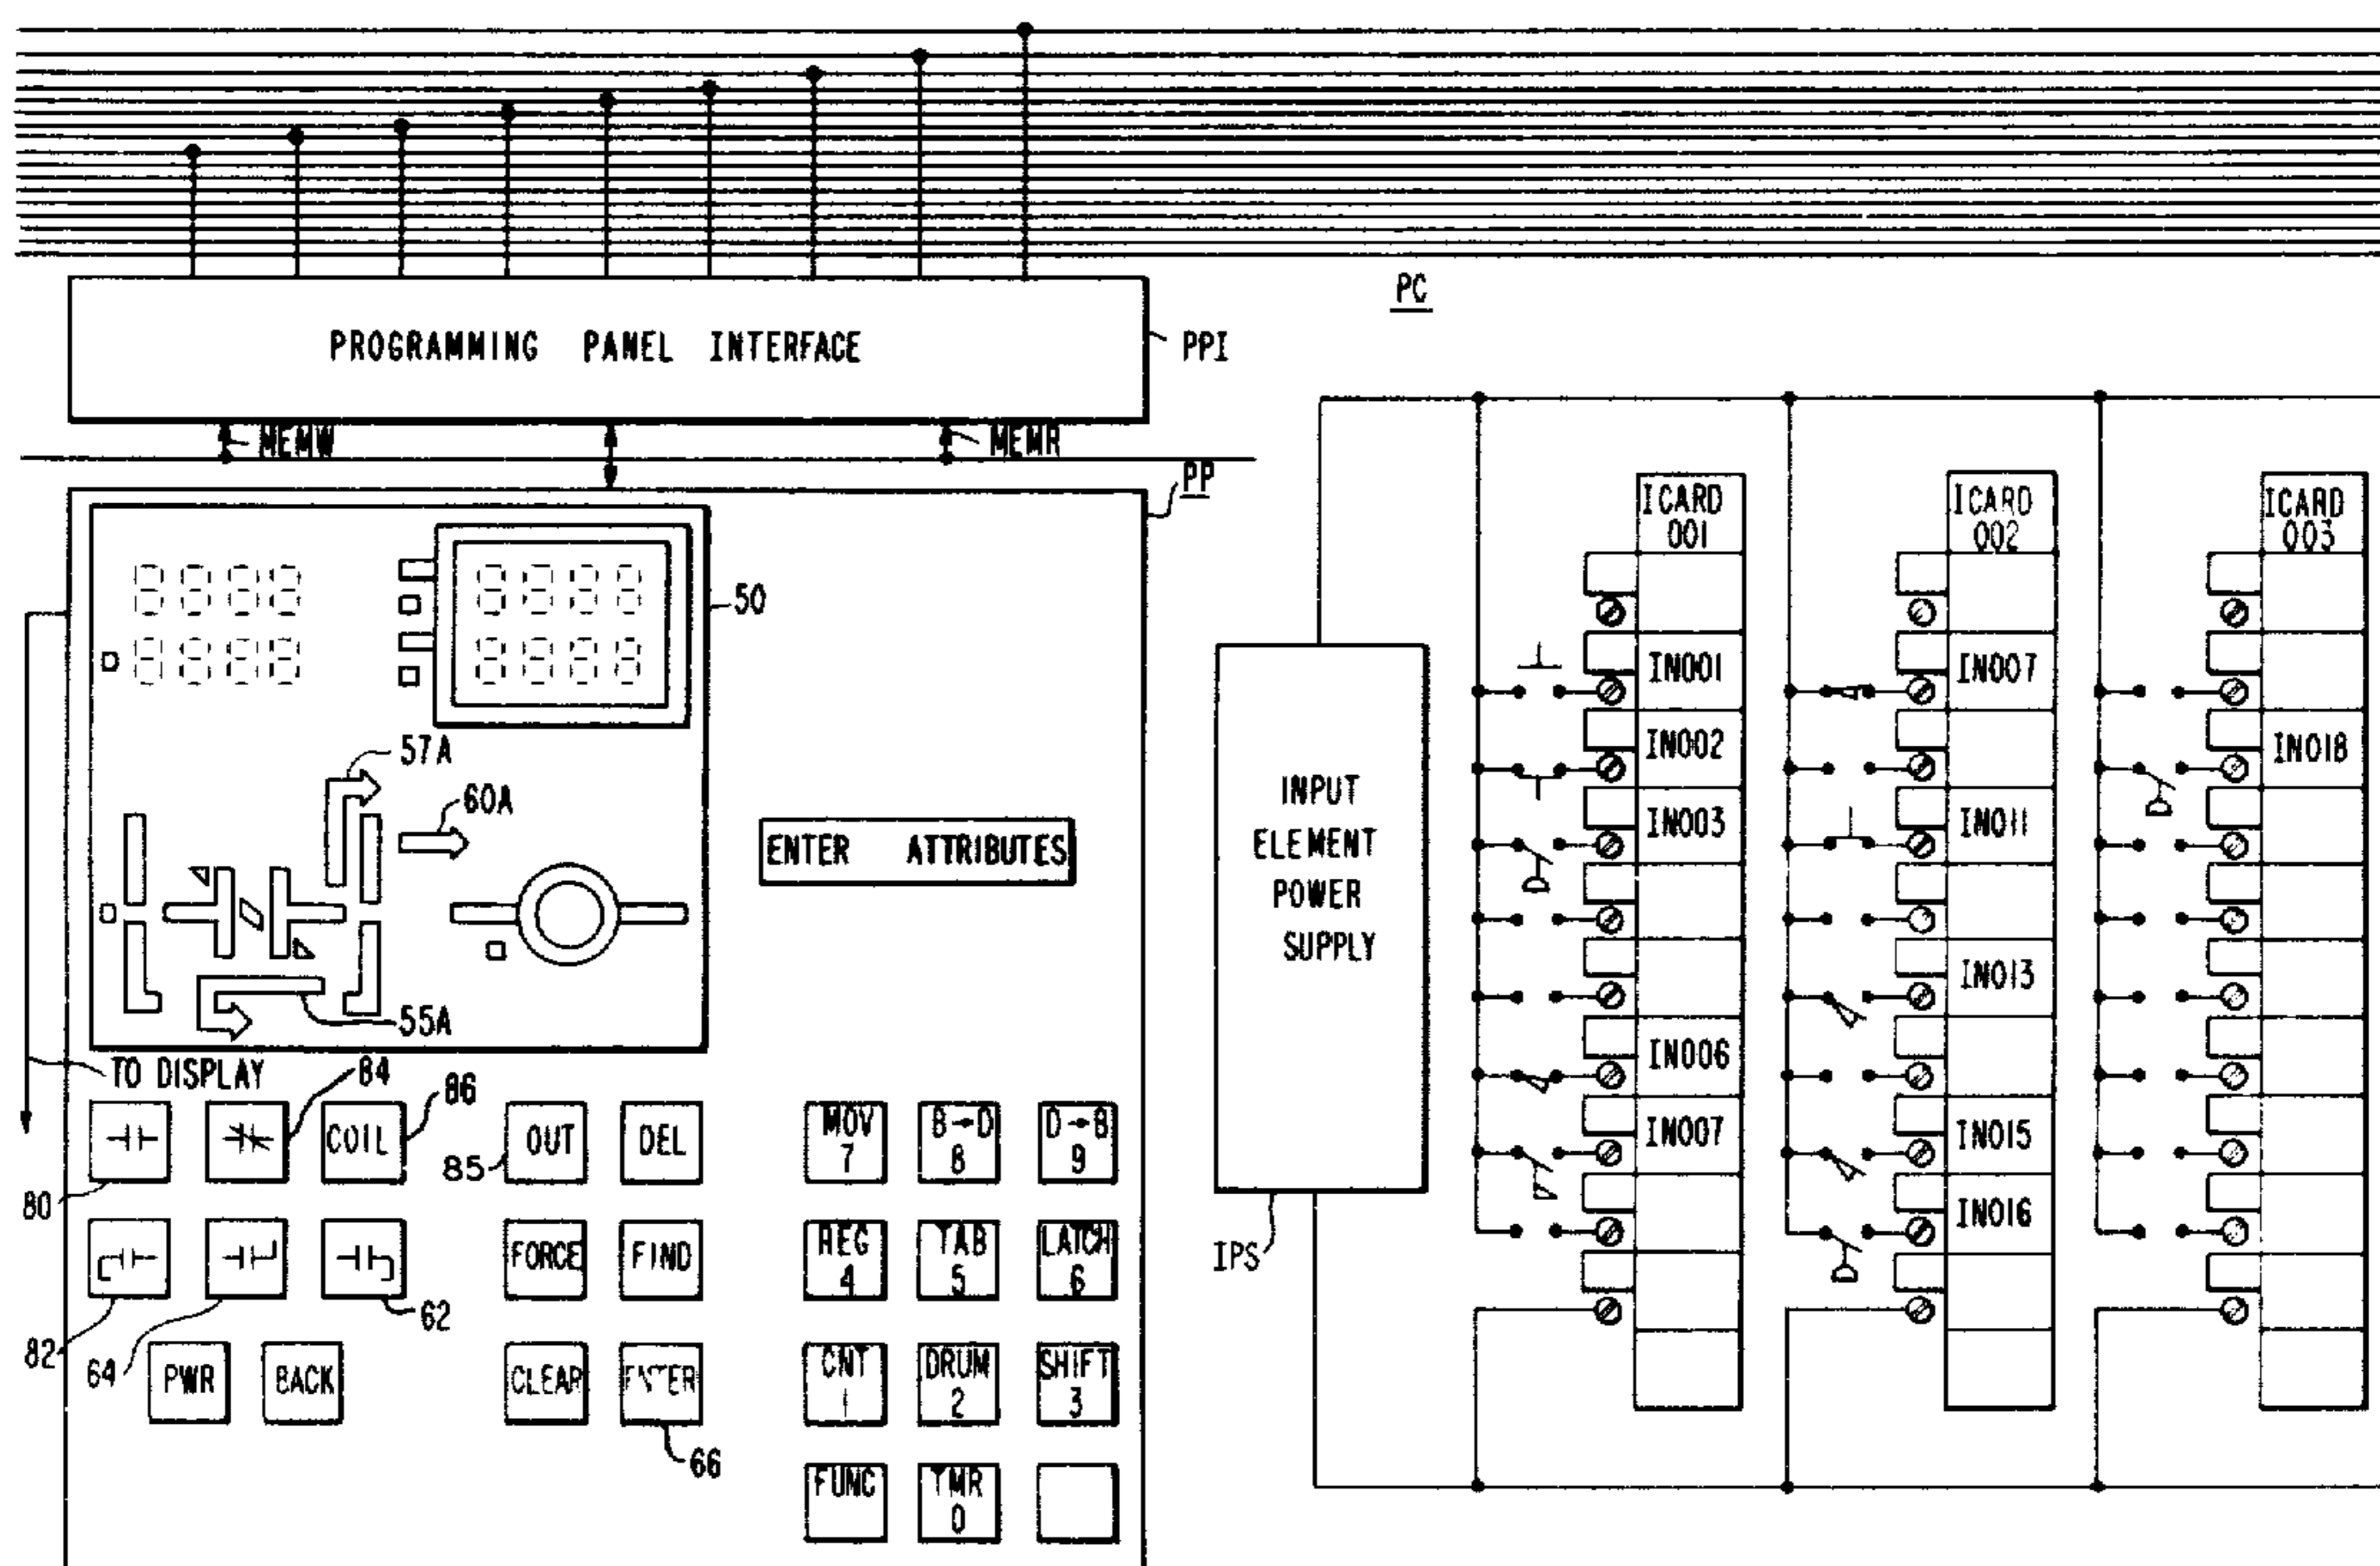 PC
PROGRAMMING PANEL INTERFACE
PPI
MEMW
MEMR
PP
50
57A
60A
ENTER ATTRIBUTES
55A
TO DISPLAY
84
86
COIL
OUT
DEL
MOV
7
B→D
8
D→B
9
85
80
FORCE
FIND
REG
4
TAB
5
LATCH
6
62
82
64
PWR
BACK
CLEAR
ENTER
CNT
1
DRUM
2
SHIFT
3
66
FUNC
TMR
0
INPUT
ELEMENT
POWER
SUPPLY
IPS
ICARD
001
IN001
IN002
IN003
IN006
IN007
ICARD
002
IN007
IN011
IN013
IN015
IN016
ICARD
003
IN018